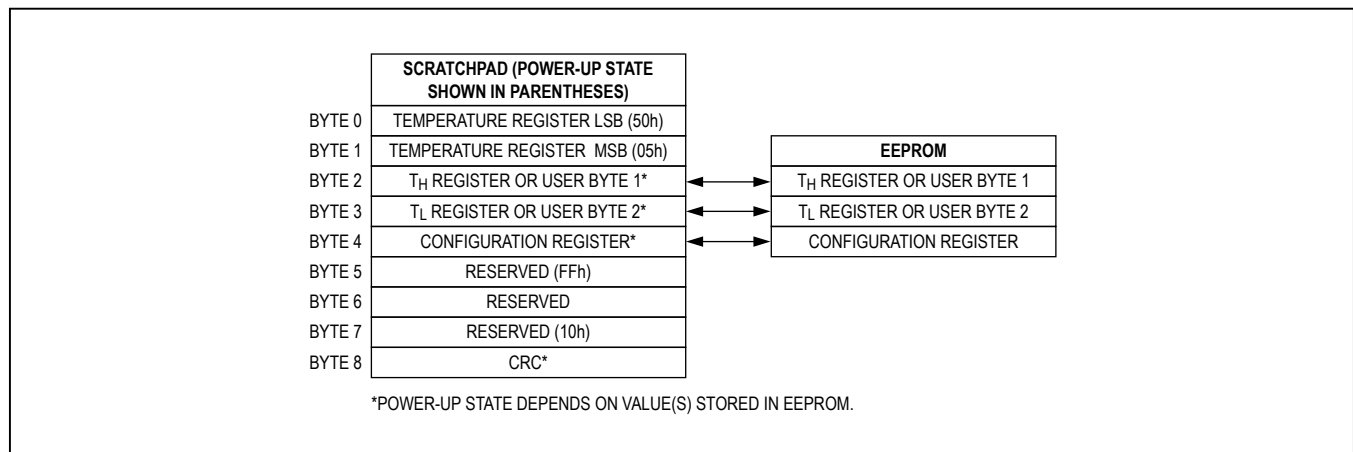 SCRATCHPAD (POWER-UP STATE
SHOWN IN PARENTHESES)
BYTE 0 TEMPERATURE REGISTER LSB (50h)
BYTE 1 TEMPERATURE REGISTER MSB (05h) EEPROM
BYTE 2 TH REGISTER OR USER BYTE 1* TH REGISTER OR USER BYTE 1
BYTE 3 TL REGISTER OR USER BYTE 2* TL REGISTER OR USER BYTE 2
BYTE 4 CONFIGURATION REGISTER* CONFIGURATION REGISTER
BYTE 5 RESERVED (FFh)
BYTE 6 RESERVED
BYTE 7 RESERVED (10h)
BYTE 8 CRC*
*POWER-UP STATE DEPENDS ON VALUE(S) STORED IN EEPROM.